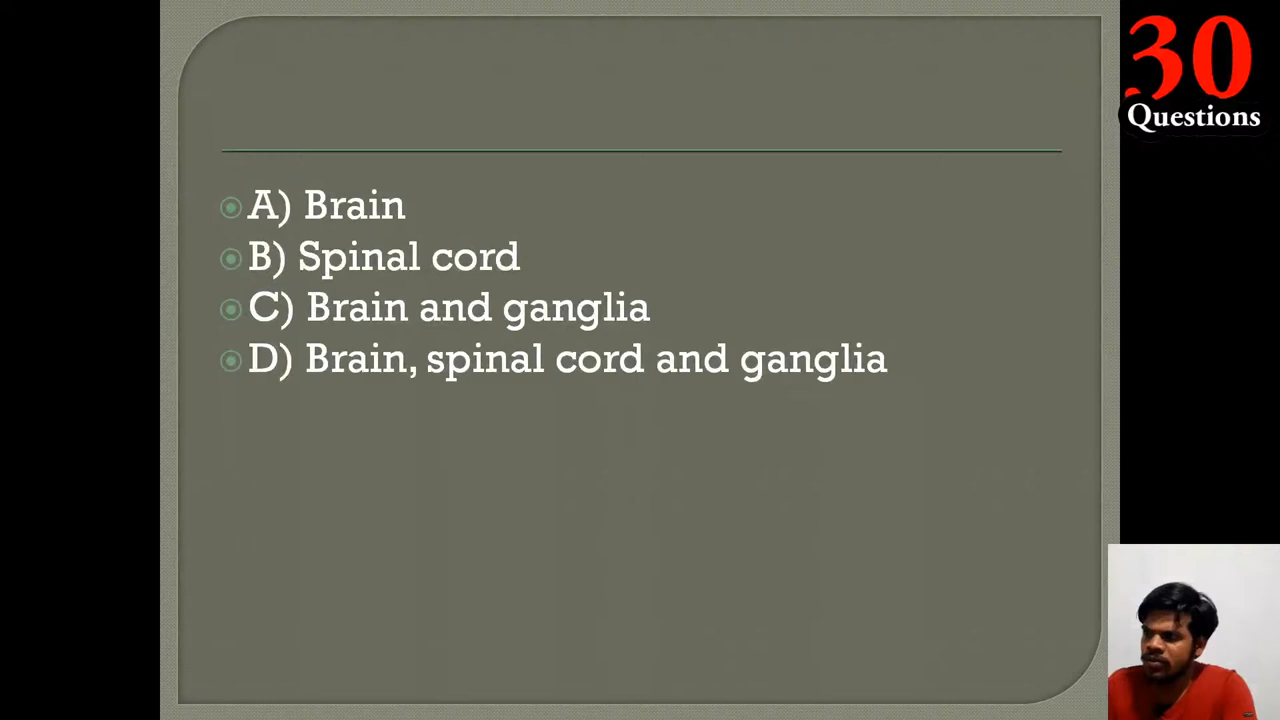 30
Questions
A) Brain
B) Spinal cord
C) Brain and ganglia
D) Brain, spinal cord and ganglia